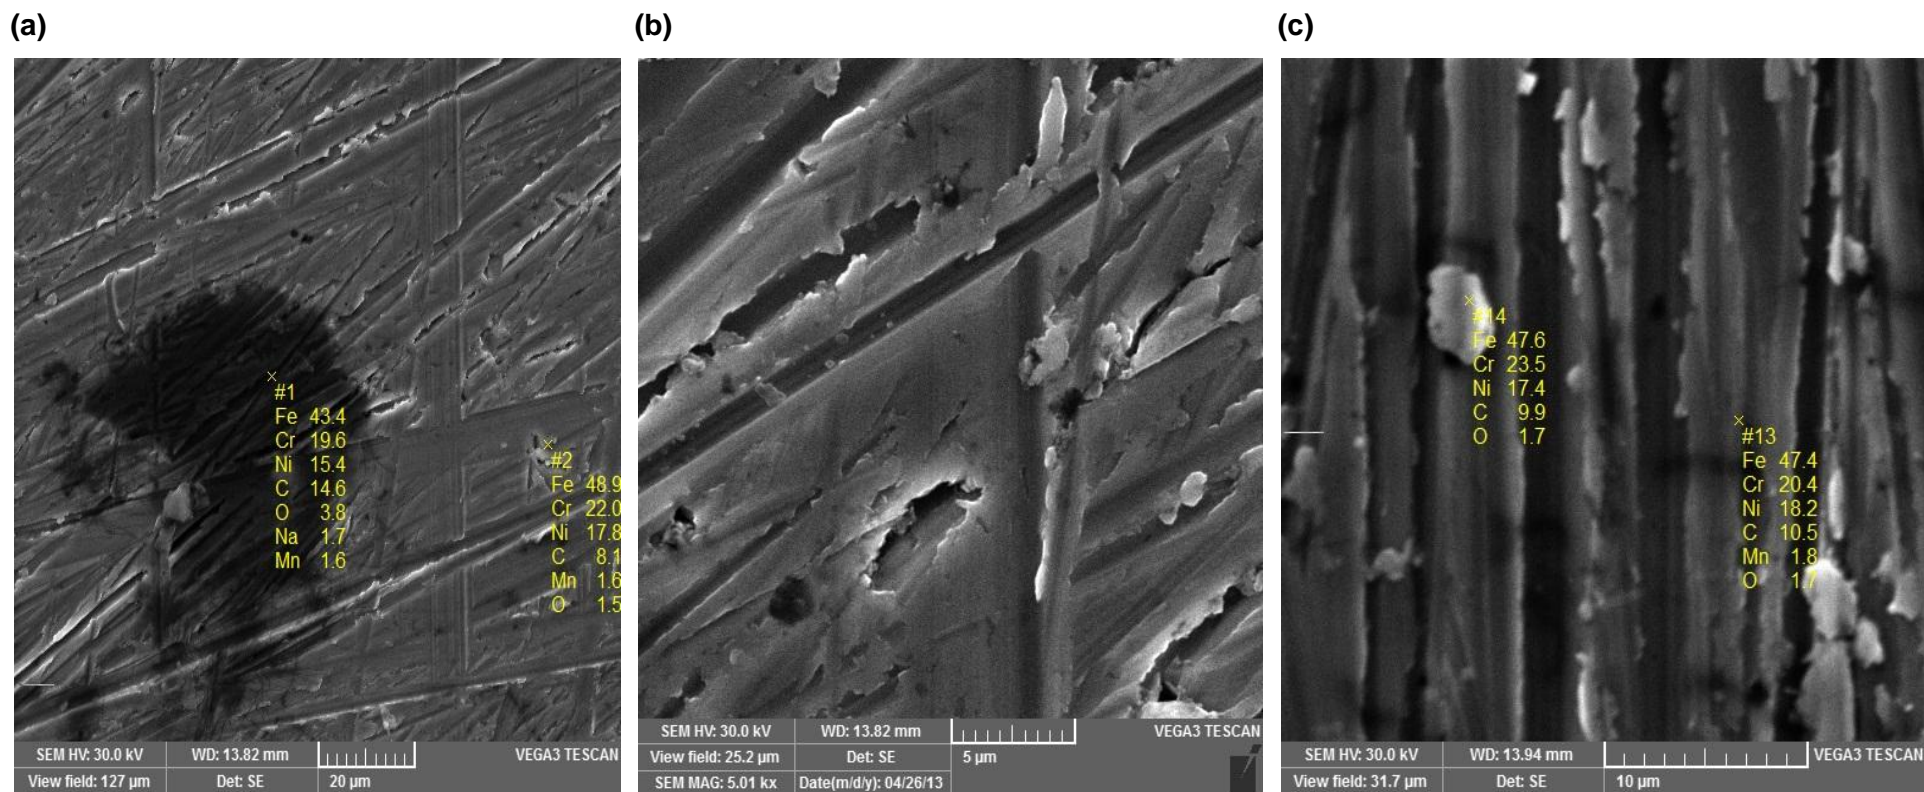 (a)
(b)
(c)
#1
Fe 43.4
Cr 19.6
Ni 15.4
C 14.6
O 3.8
Na 1.7
Mn 1.6
#2
Fe 48.9
Cr 22.0
Ni 17.8
C 8.1
Mn 1.6
O 1.5
SEM HV: 30.0 kV WD: 13.82 mm VEGA3 TESCAN
View field: 127 µm Det: SE 20 µm
SEM HV: 30.0 kV WD: 13.82 mm VEGA3 TESCAN
View field: 25.2 µm Det: SE 5 µm
SEM MAG: 5.01 kx Date(m/d/y): 04/26/13
#14
Fe 47.6
Cr 23.5
Ni 17.4
C 9.9
O 1.7
#13
Fe 47.4
Cr 20.4
Ni 18.2
C 10.5
Mn 1.8
O 1.7
SEM HV: 30.0 kV WD: 13.94 mm VEGA3 TESCAN
View field: 31.7 µm Det: SE 10 µm